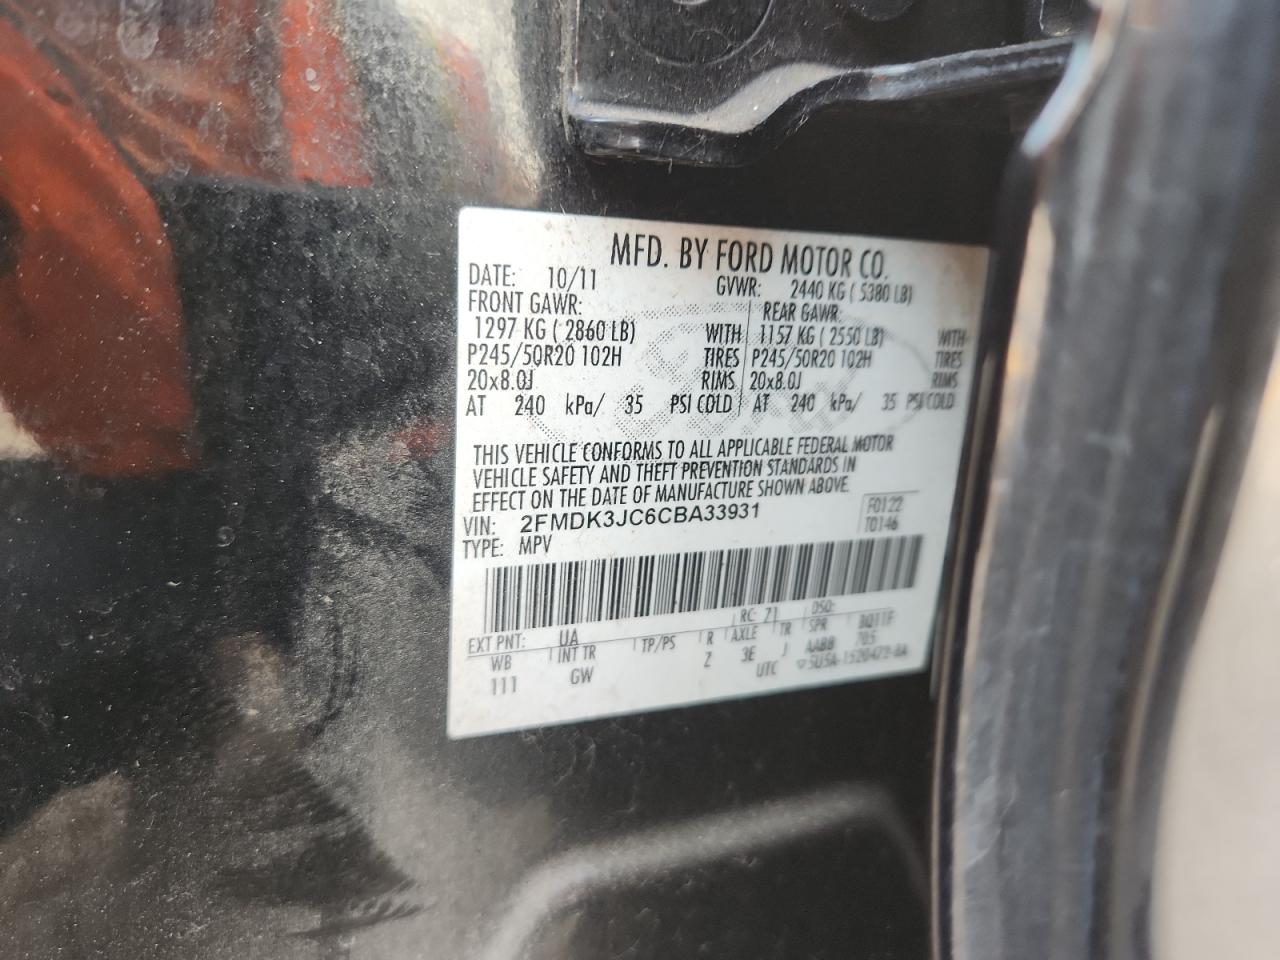 MFD. BY FORD MOTOR CO.
DATE: 10/11 GVWR: 2440 KG ( 5380 LB)
FRONT GAWR: REAR GAWR:
1297 KG ( 2860 LB) WITH 1157 KG ( 2550 LB) WITH
P245/50R20 102H TIRES P245/50R20 102H TIRES
20x8.0J RIMS 20x8.0J RIMS
AT 240 kPa/ 35 PSI COLD AT 240 kPa/ 35 PSI COLD
THIS VEHICLE CONFORMS TO ALL APPLICABLE FEDERAL MOTOR
VEHICLE SAFETY AND THEFT PREVENTION STANDARDS IN
EFFECT ON THE DATE OF MANUFACTURE SHOWN ABOVE.
VIN: 2FMDK3JC6CBA33931 F0122
TYPE: MPV T0146
EXT PNT: UA RC: 71 DSO:
WB INT TR TP/PS R AXLE TR SPR BQ11F
111 GW Z 3E J AABB 705
UTC 5U5A-1520472-AA